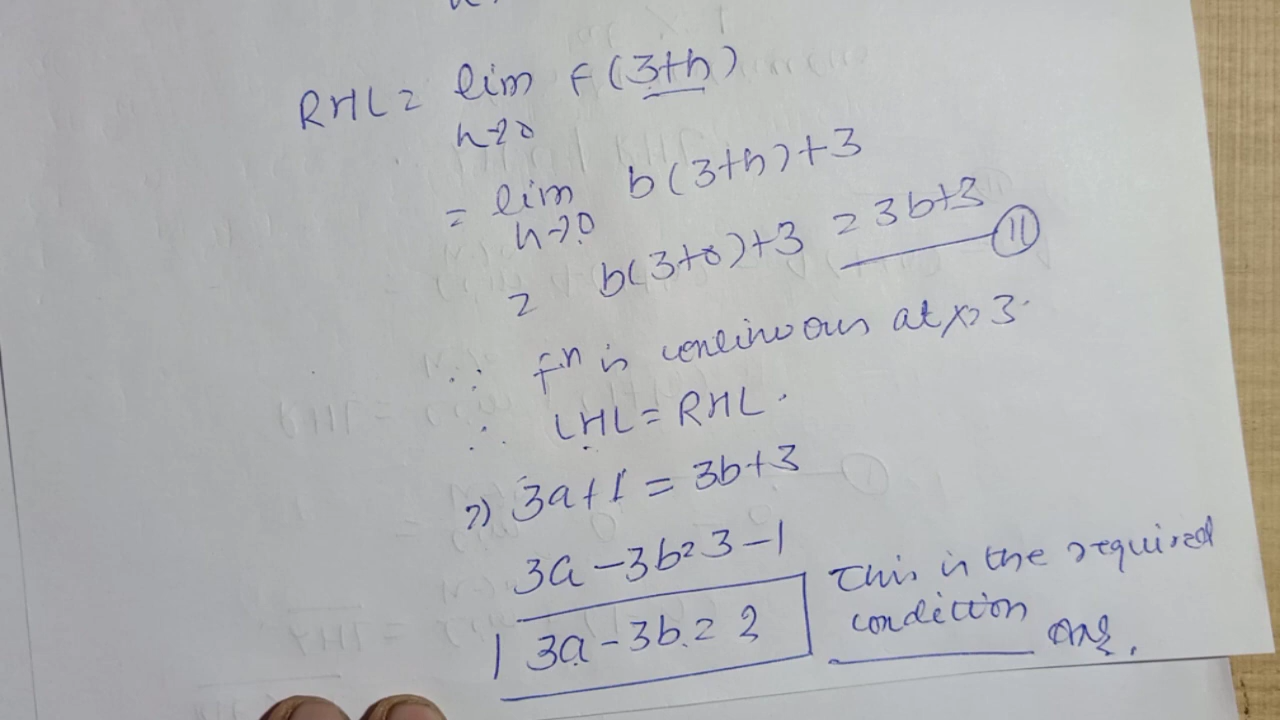 RHL = lim f(3+h)
h→0
= lim b(3+h)+3
h→0
= b(3+0)+3 = 3b+3 (11)
∵ fn is continuous at x=3.
∴ LHL = RHL.
⇒) 3a+1 = 3b+3
3a-3b=3-1
3a-3b=2 This is the required
condition Ans.